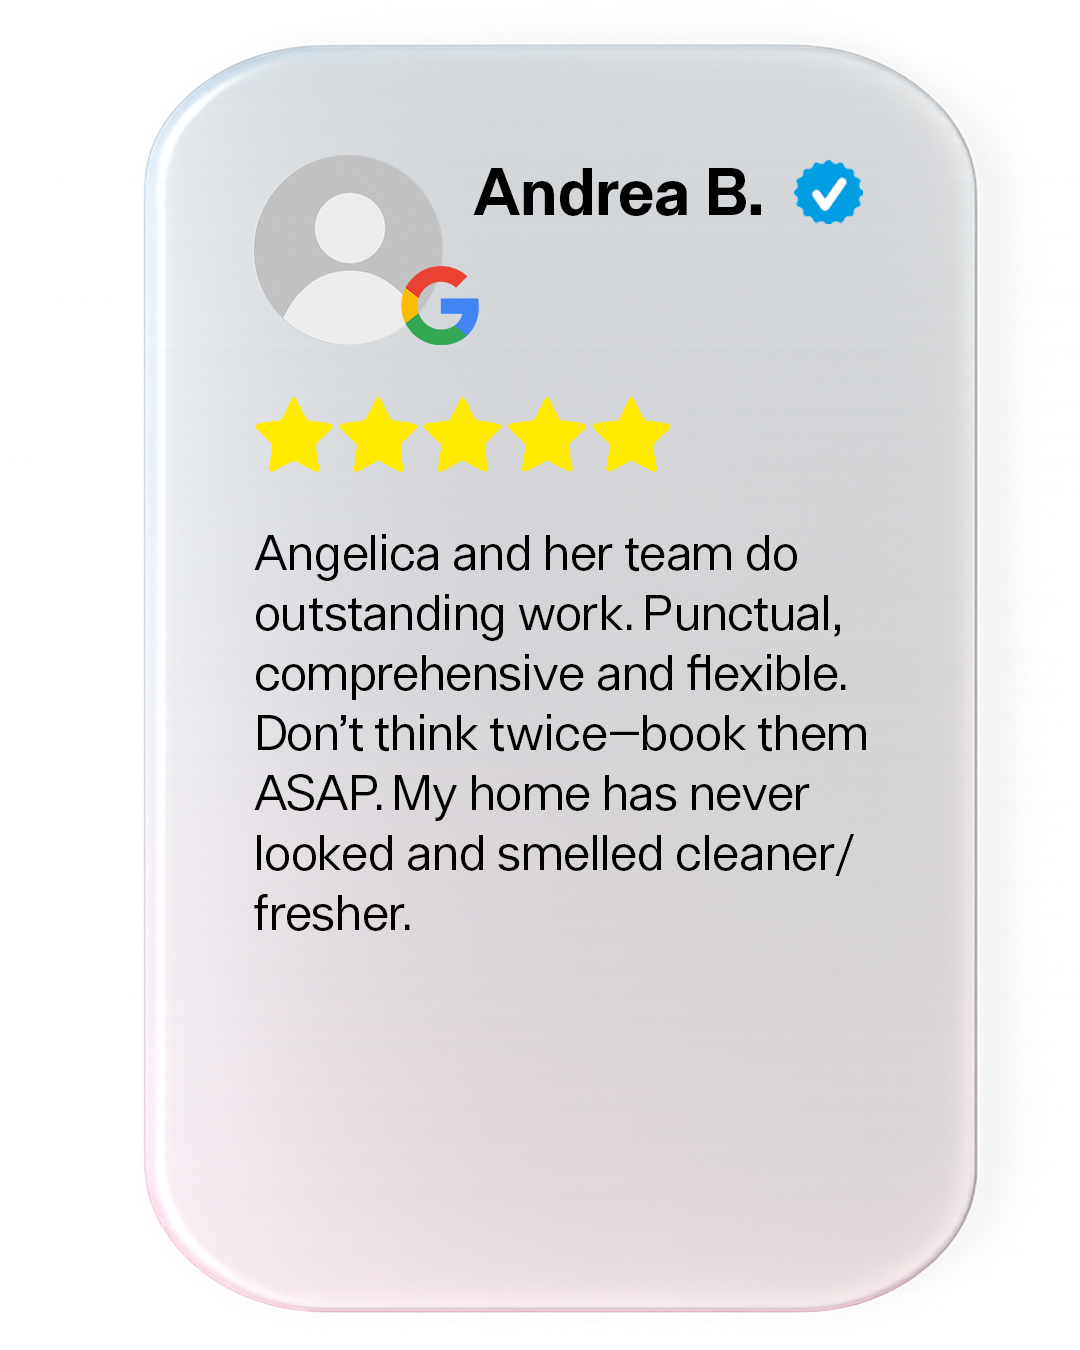 Andrea B.
Angelica and her team do
outstanding work. Punctual,
comprehensive and flexible.
Don’t think twice—book them
ASAP. My home has never
looked and smelled cleaner/
fresher.